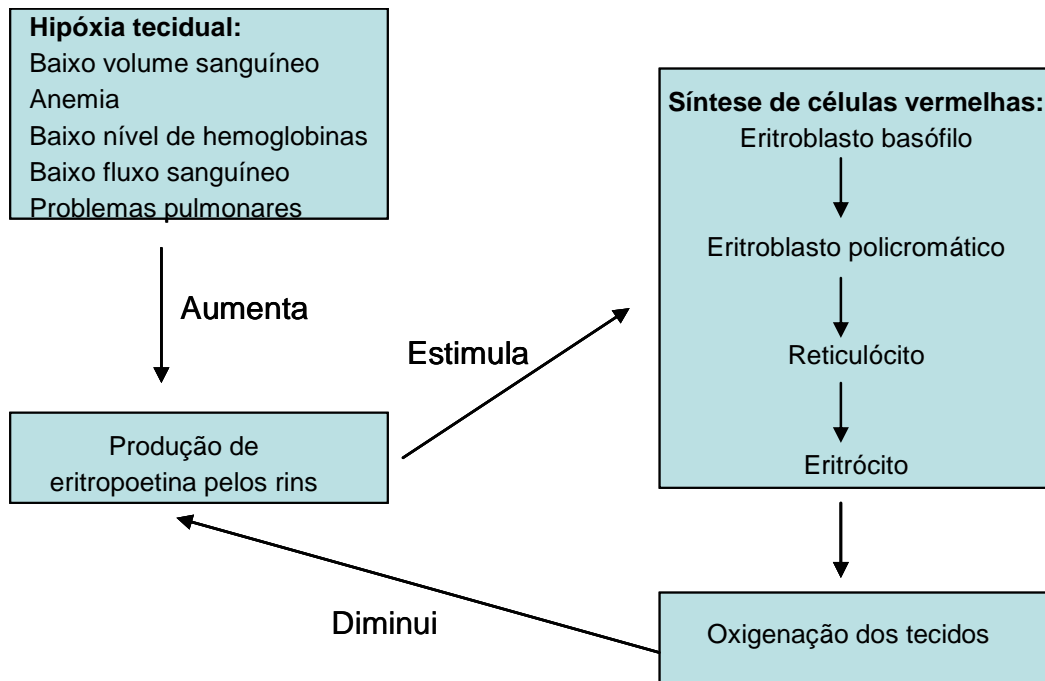 Hipóxia tecidual:
Baixo volume sanguíneo
Anemia
Baixo nível de hemoglobinas
Baixo fluxo sanguíneo
Problemas pulmonares
Aumenta
Produção de
eritropoetina pelos rins
Estimula
Síntese de células vermelhas:
Eritroblasto basófilo
Eritroblasto policromático
Reticulócito
Eritrócito
Oxigenação dos tecidos
Diminui